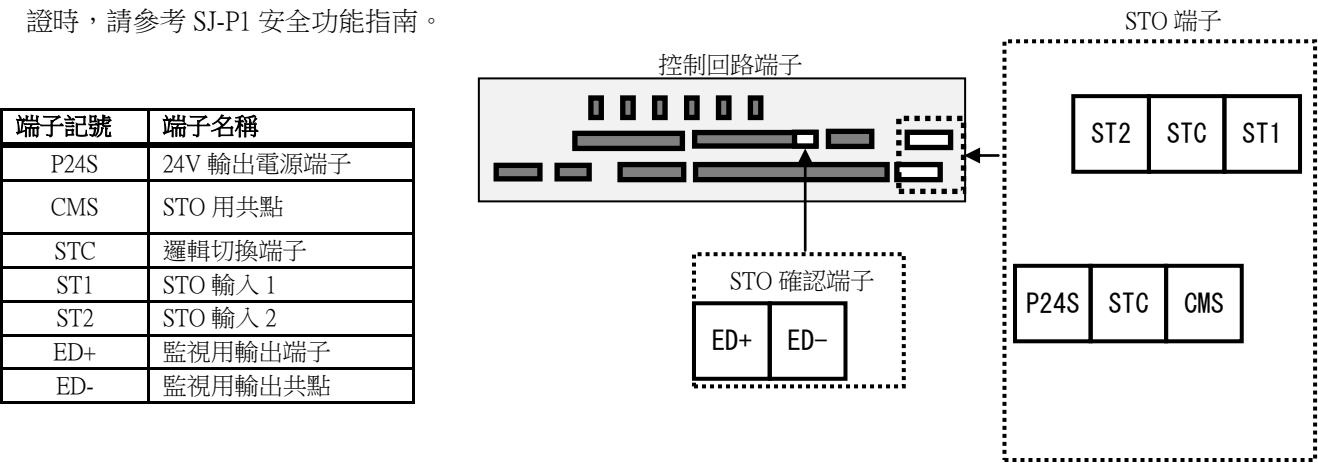 證時，請參考 SJ-P1 安全功能指南。
端子記號 端子名稱
P24S 24V 輸出電源端子
CMS STO 用共點
STC 邏輯切換端子
ST1 STO 輸入 1
ST2 STO 輸入 2
ED+ 監視用輸出端子
ED- 監視用輸出共點
控制回路端子
STO 確認端子
ED+ ED-
STO 端子
ST2 STC ST1
P24S STC CMS